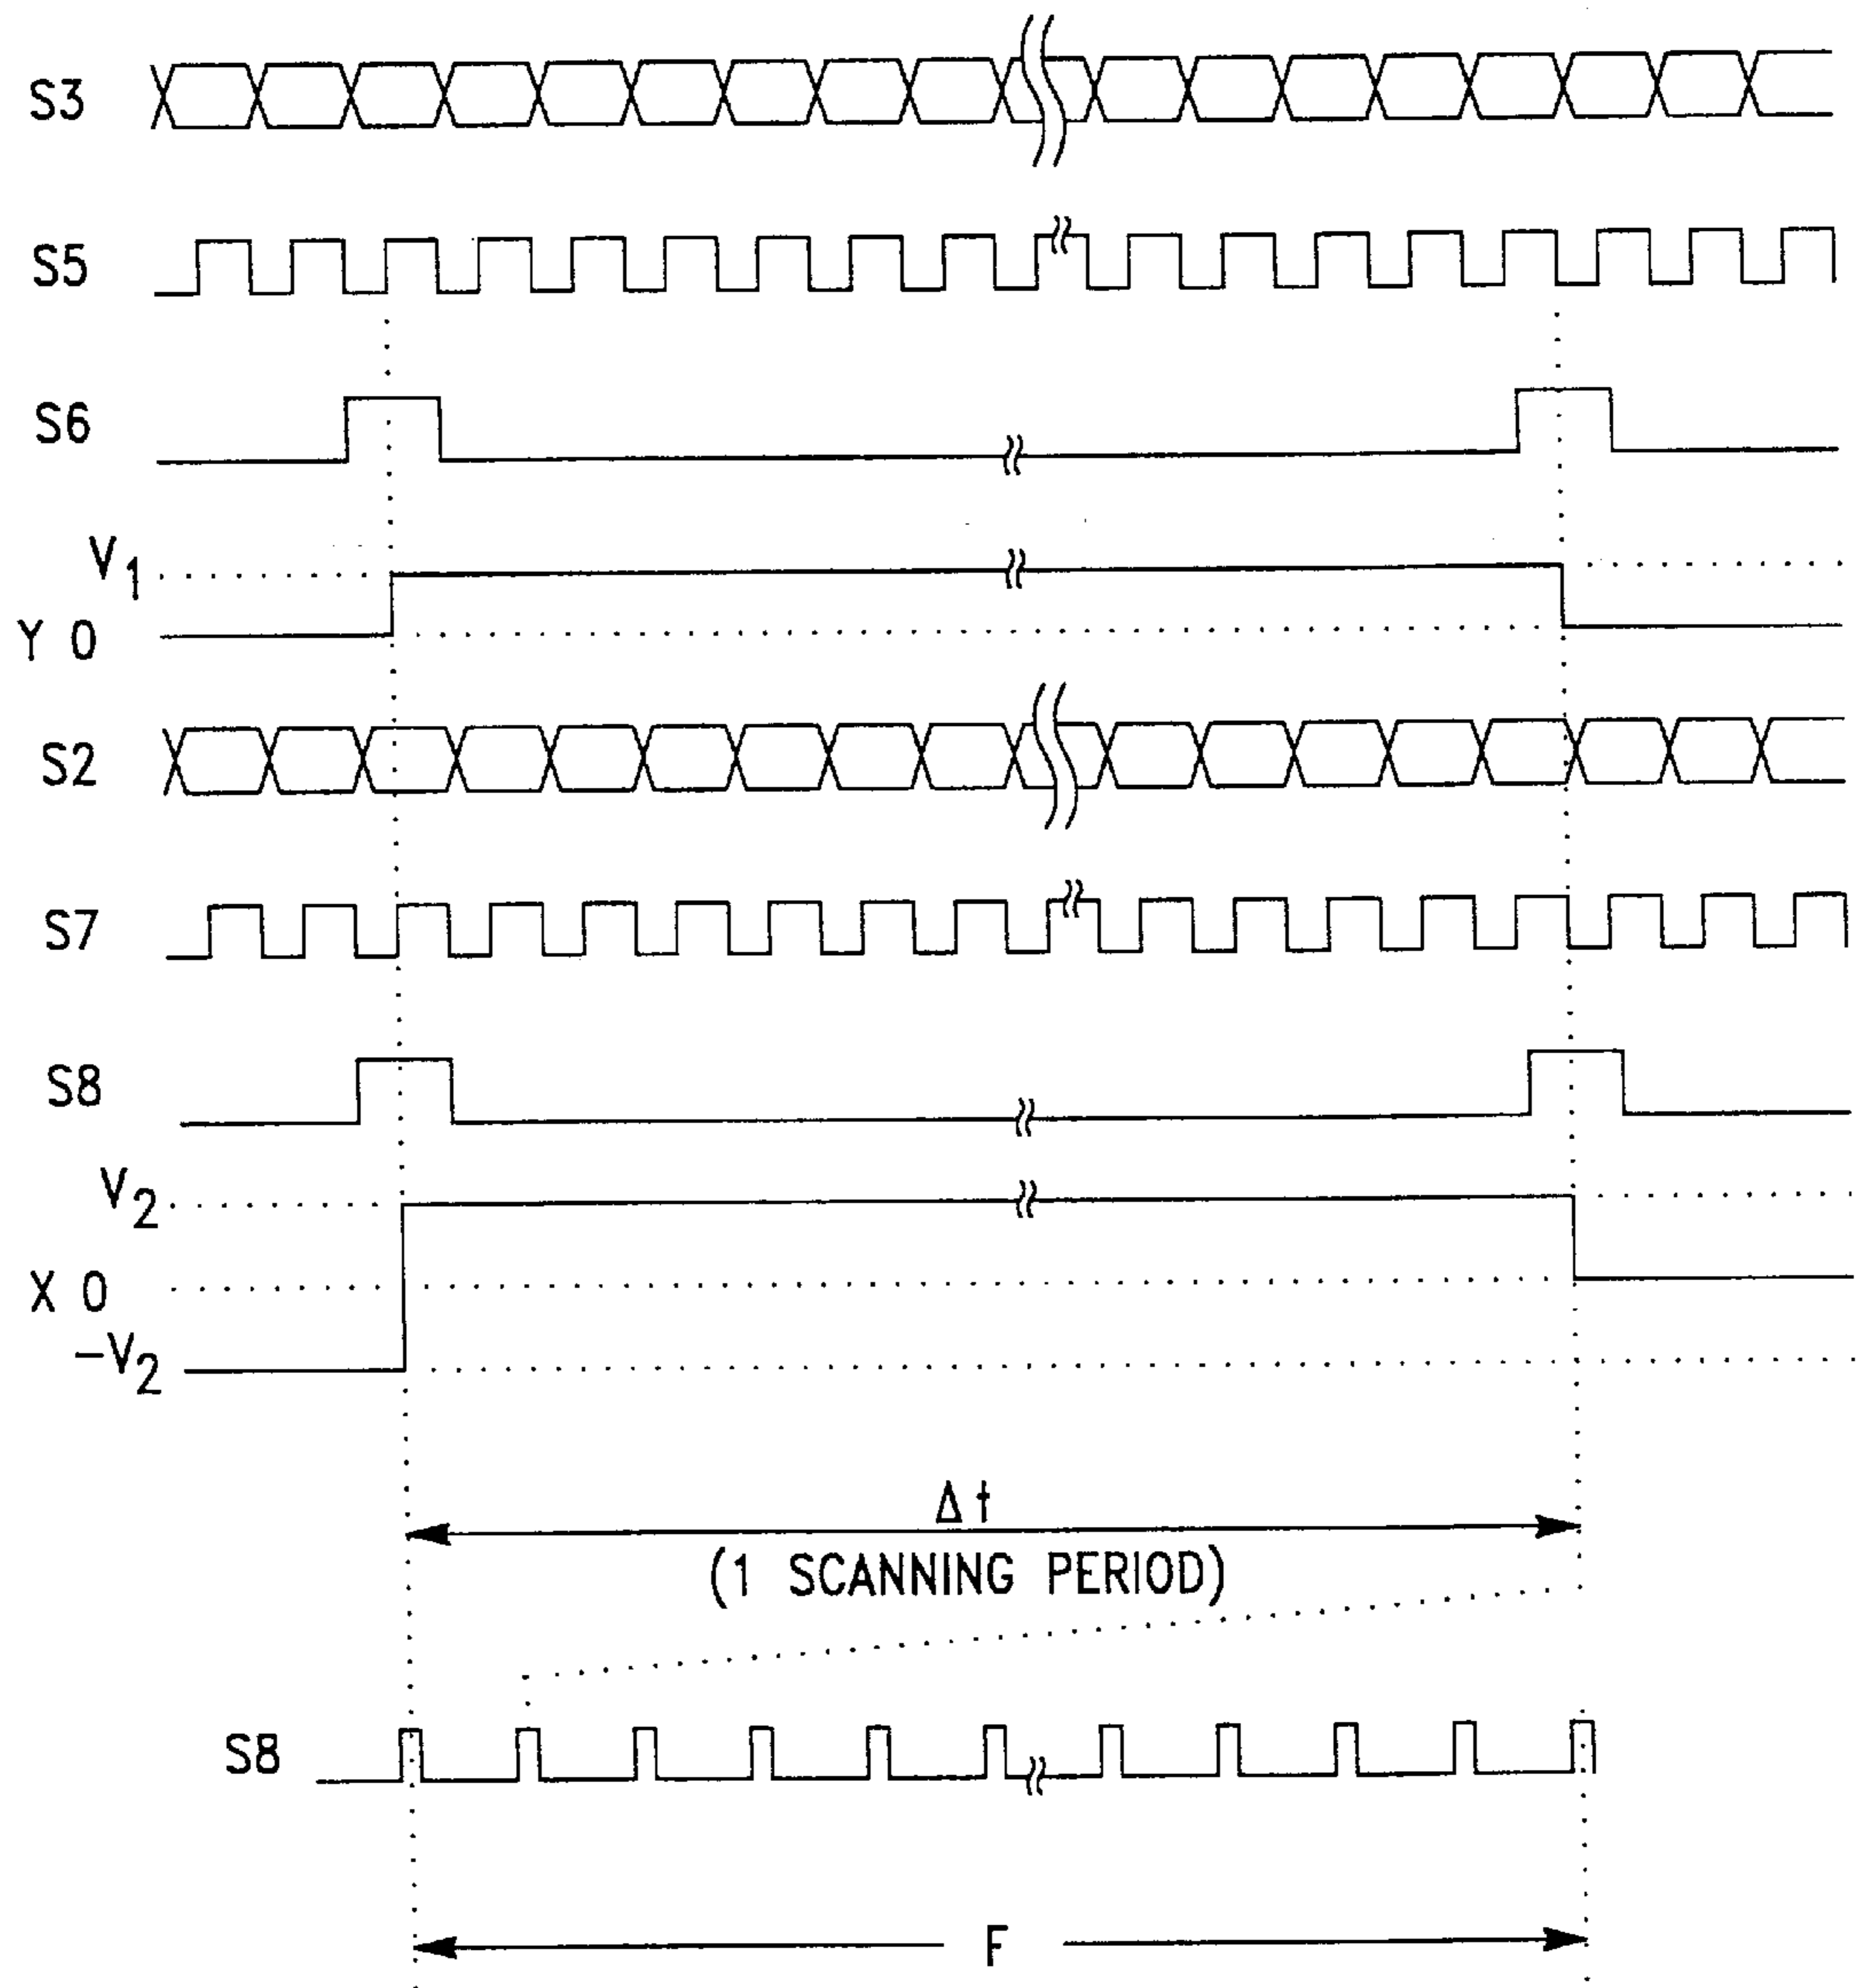 S3
S5
S6
V1
Y 0
S2
S7
S8
V2
X 0
-V2
Δt
(1 SCANNING PERIOD)
S8
F